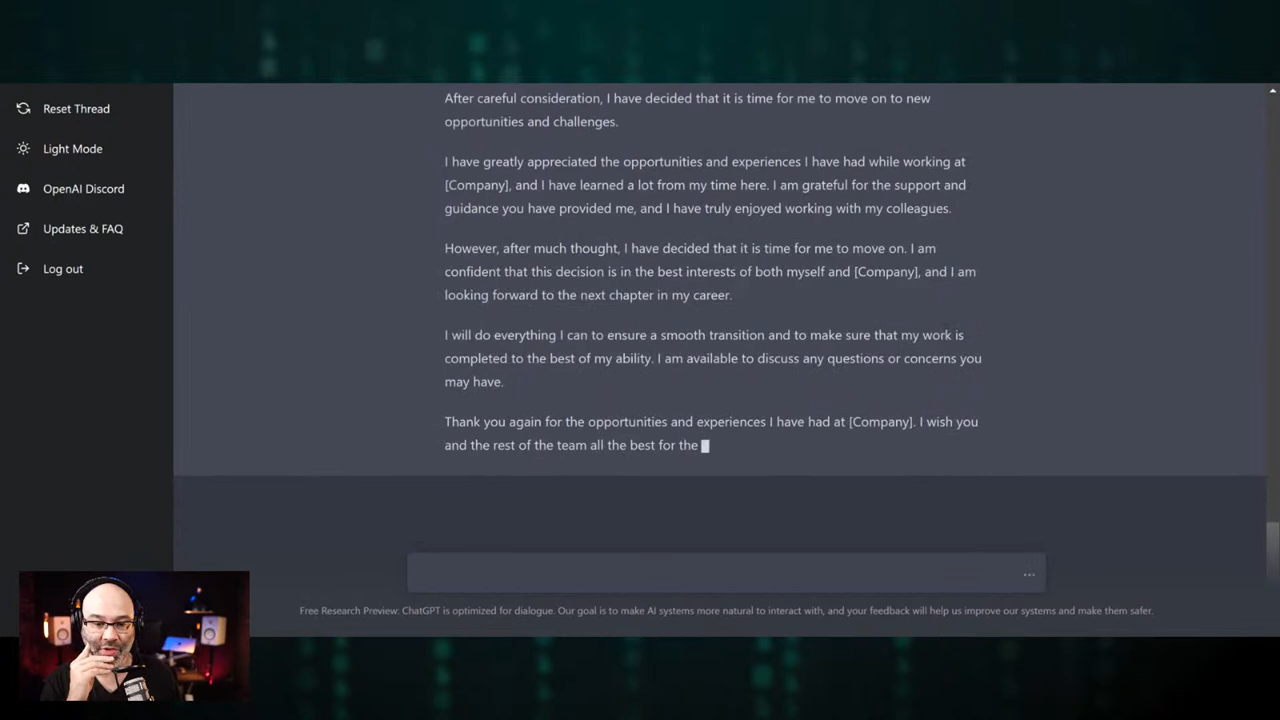 Reset Thread
Light Mode
OpenAI Discord
Updates & FAQ
Log out
After careful consideration, I have decided that it is time for me to move on to new
opportunities and challenges.
I have greatly appreciated the opportunities and experiences I have had while working at
[Company], and I have learned a lot from my time here. I am grateful for the support and
guidance you have provided me, and I have truly enjoyed working with my colleagues.
However, after much thought, I have decided that it is time for me to move on. I am
confident that this decision is in the best interests of both myself and [Company], and I am
looking forward to the next chapter in my career.
I will do everything I can to ensure a smooth transition and to make sure that my work is
completed to the best of my ability. I am available to discuss any questions or concerns you
may have.
Thank you again for the opportunities and experiences I have had at [Company]. I wish you
and the rest of the team all the best for the
...
Free Research Preview: ChatGPT is optimized for dialogue. Our goal is to make AI systems more natural to interact with, and your feedback will help us improve our systems and make them safer.